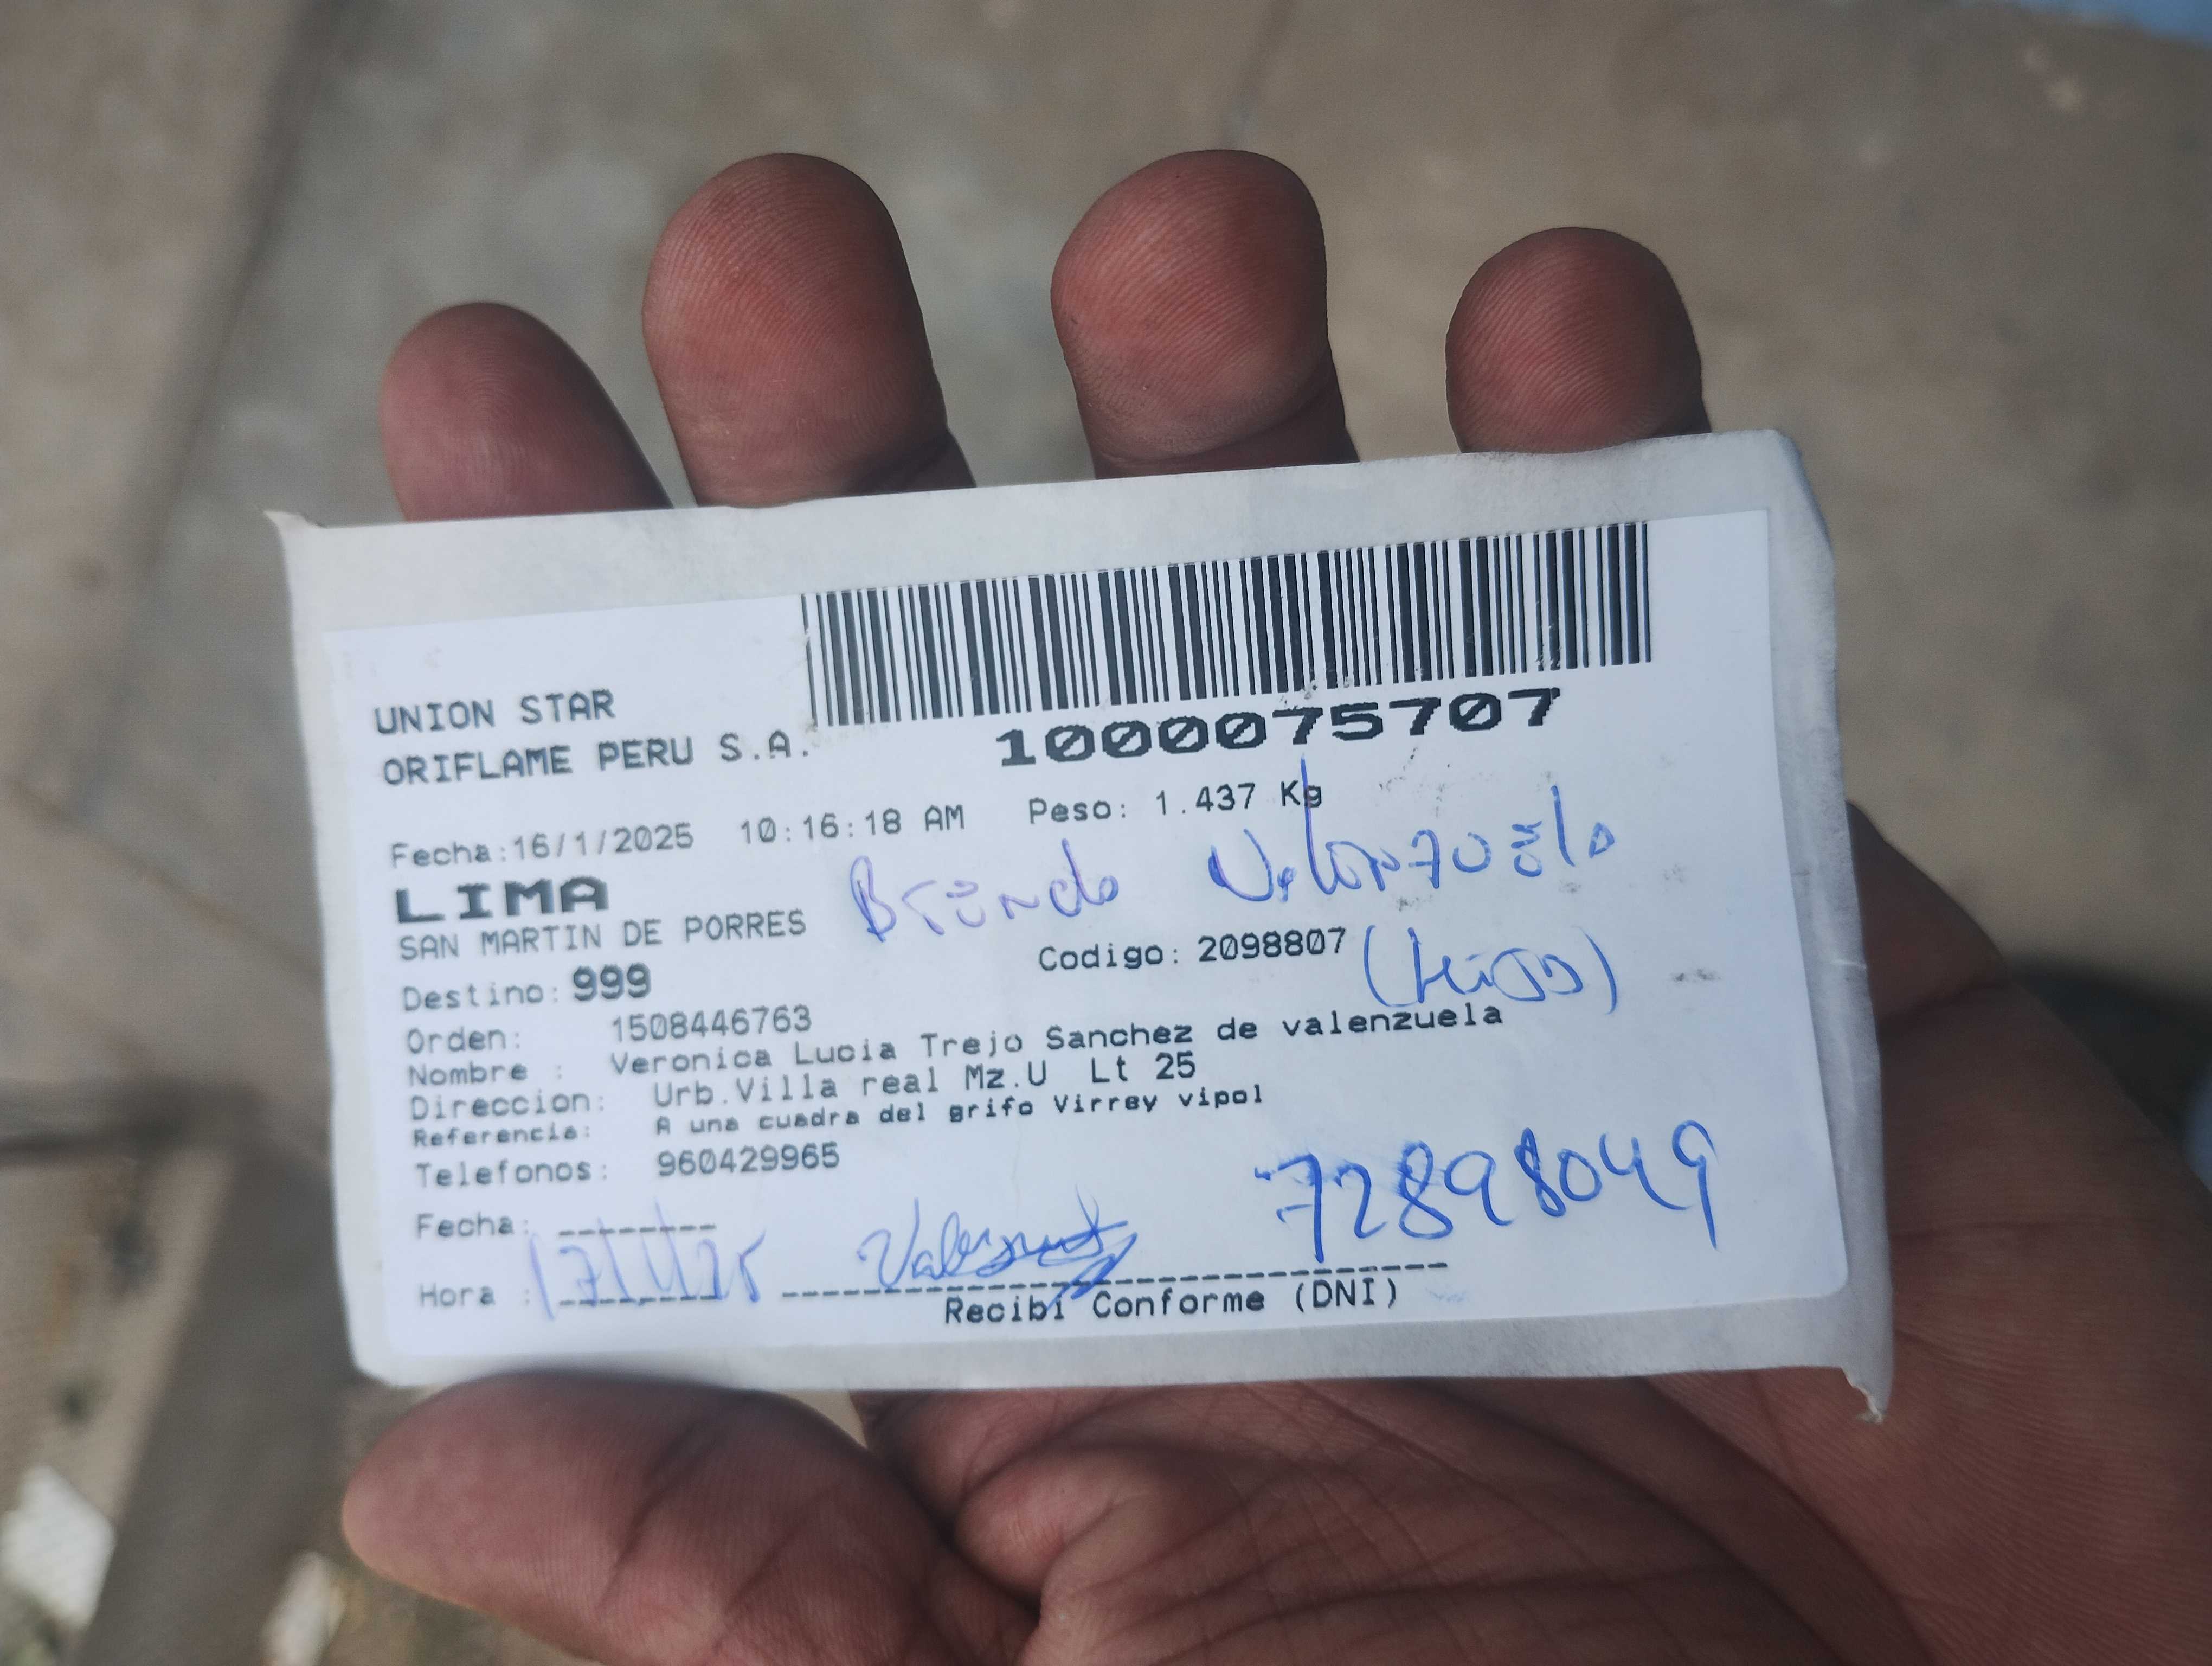 UNION STAR
ORIFLAME PERU S.A.
1000075707
Fecha:16/1/2025 10:16:18 AM Peso: 1.437 Kg
LIMA
Brenda Valenzuela
SAN MARTIN DE PORRES
Destino: 999 Codigo: 2098807
Orden: 1508446763
Nombre : Veronica Lucia Trejo Sanchez de valenzuela
Direccion: Urb.Villa real Mz.U Lt 25
Referencia: A una cuadra del grifo Virrey vipol
Telefonos: 960429965
72898049
Fecha:
Hora :
Recibi Conforme (DNI)